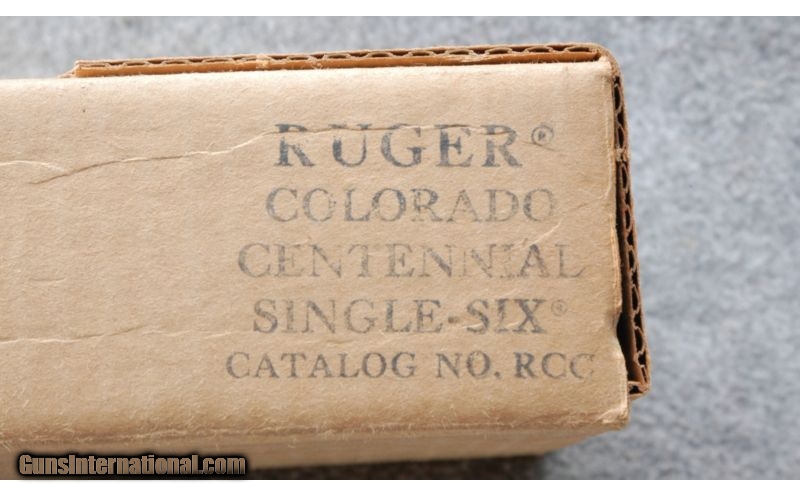 RUGER®
COLORADO
CENTENNIAL
SINGLE-SIX®
CATALOG NO. RCC
GunsInternational.com